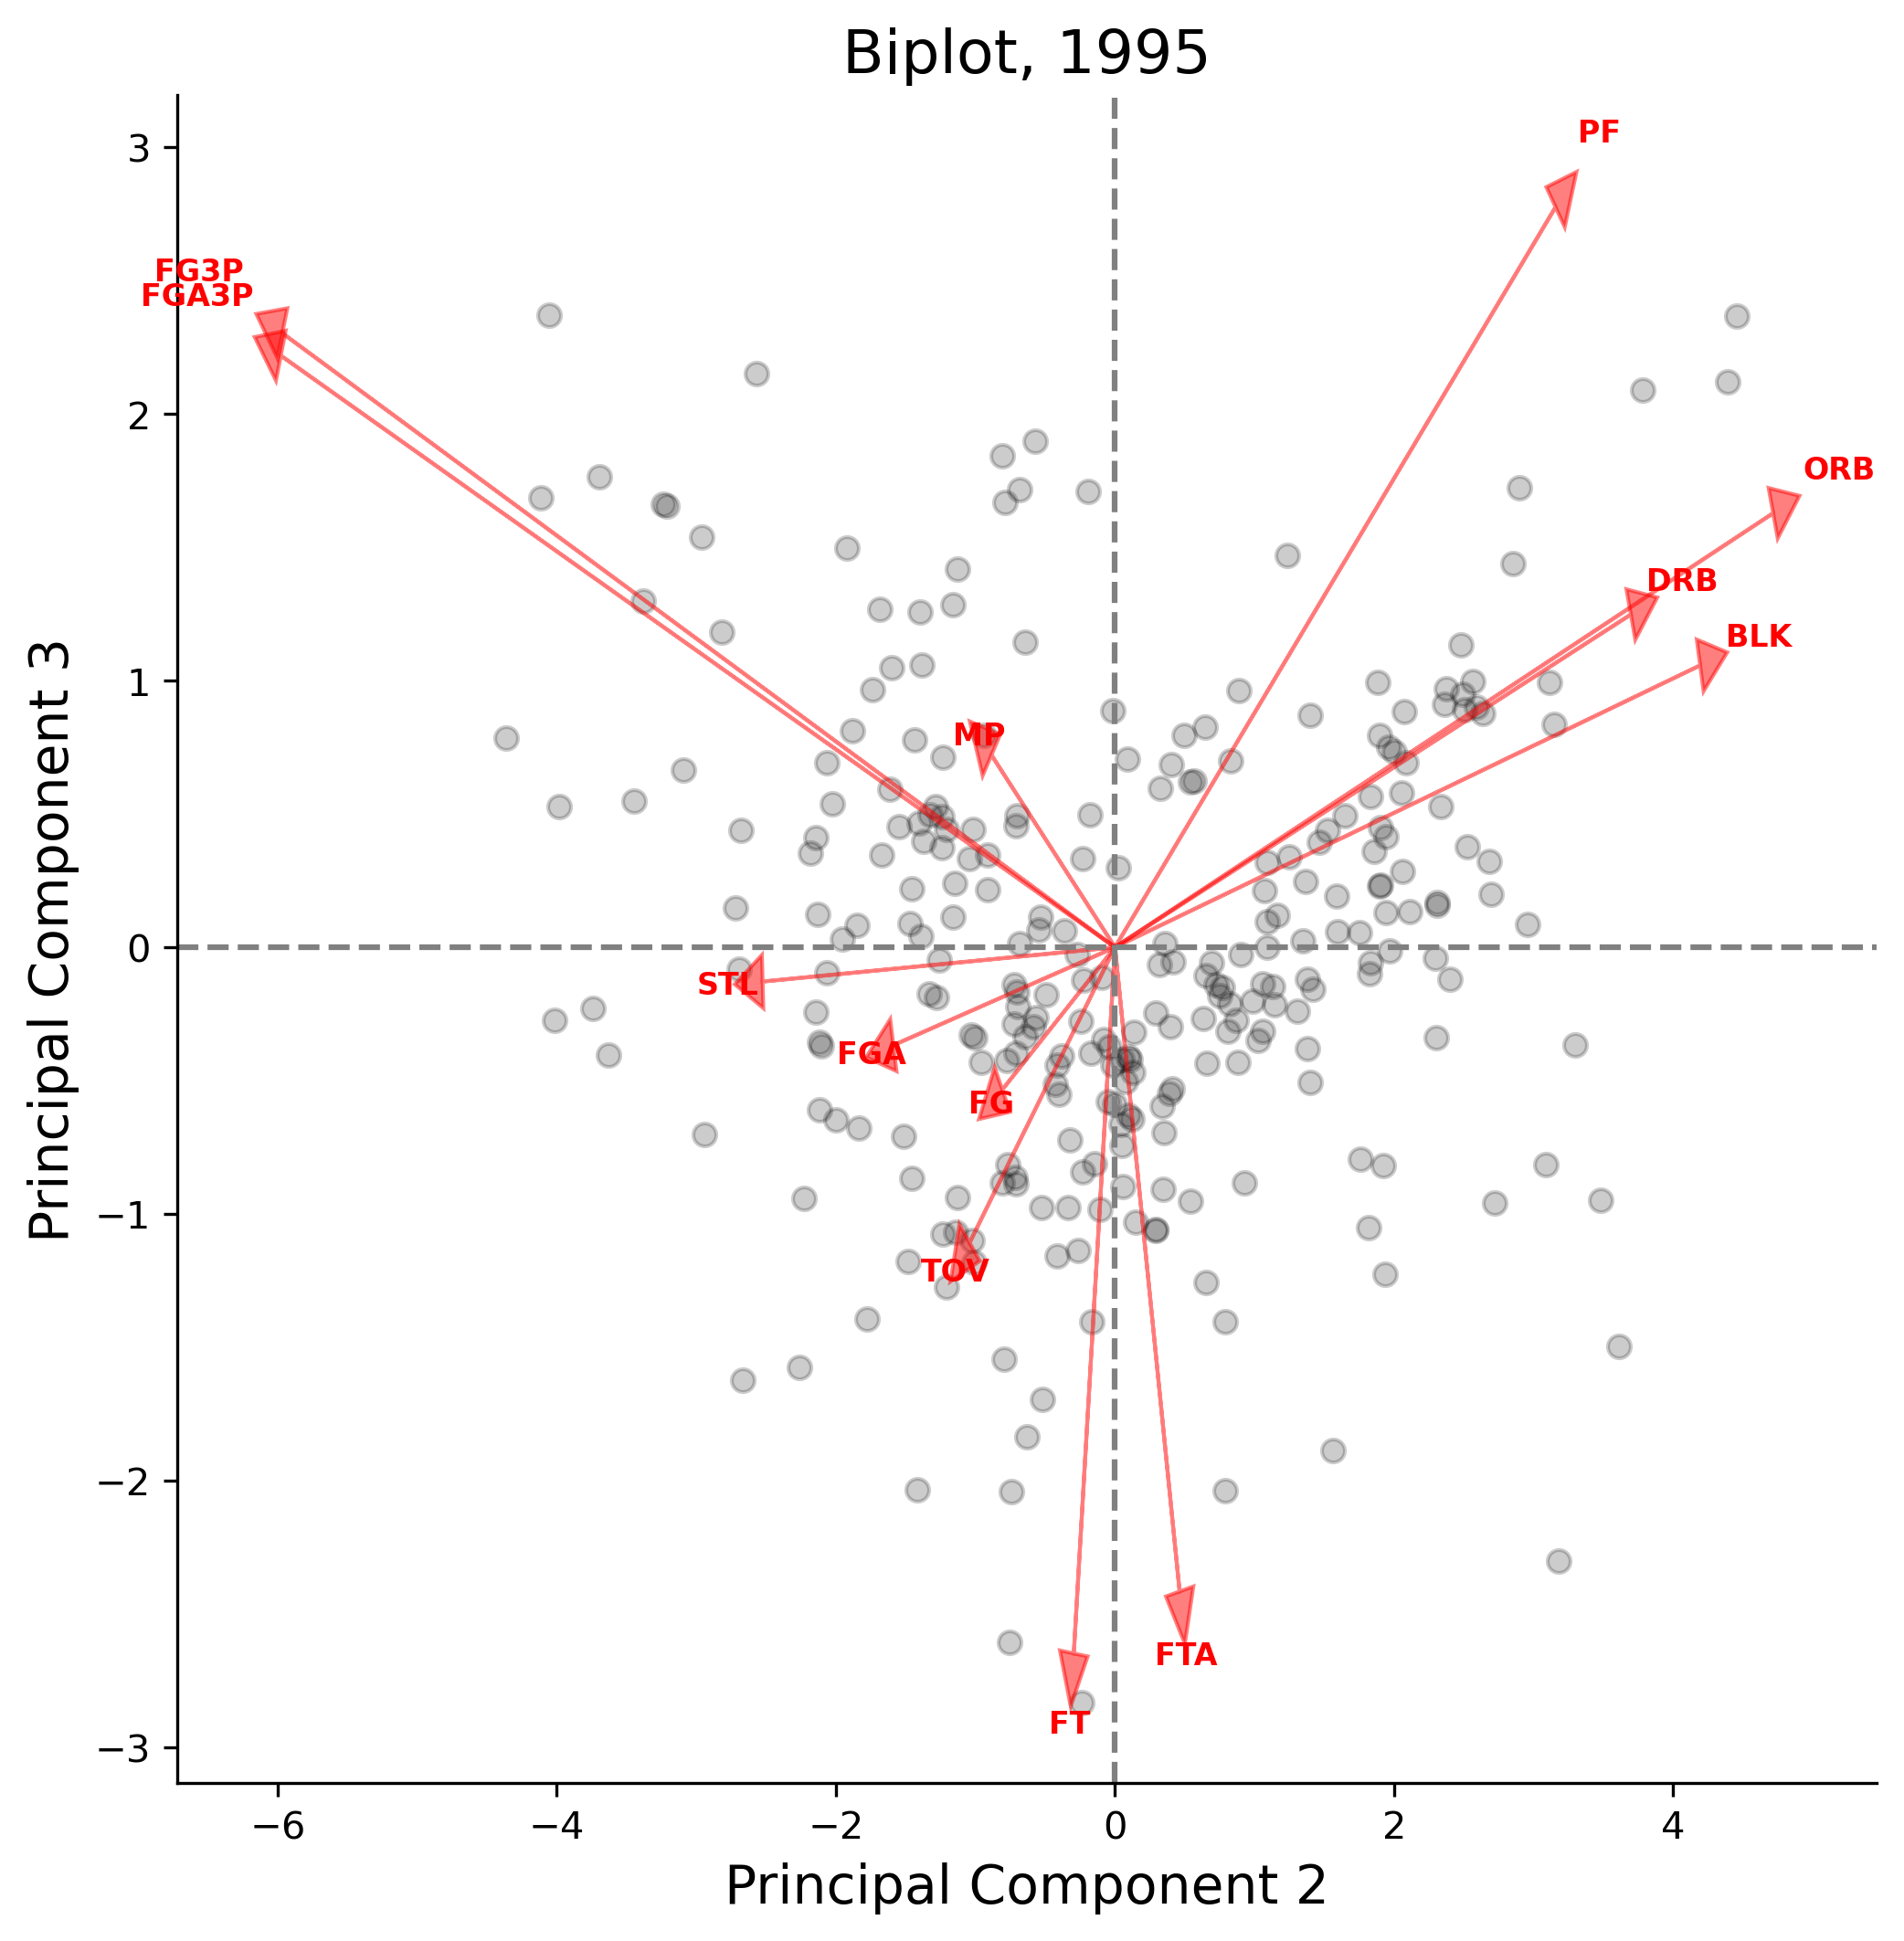 Biplot, 1995
Principal Component 3
3
2
1
0
−1
−2
−3
PF
FG3P
FGA3P
ORB
DRB
BLK
MP
STL
FGA
FG
TOV
FTA
FT
−6
−4
−2
0
2
4
Principal Component 2